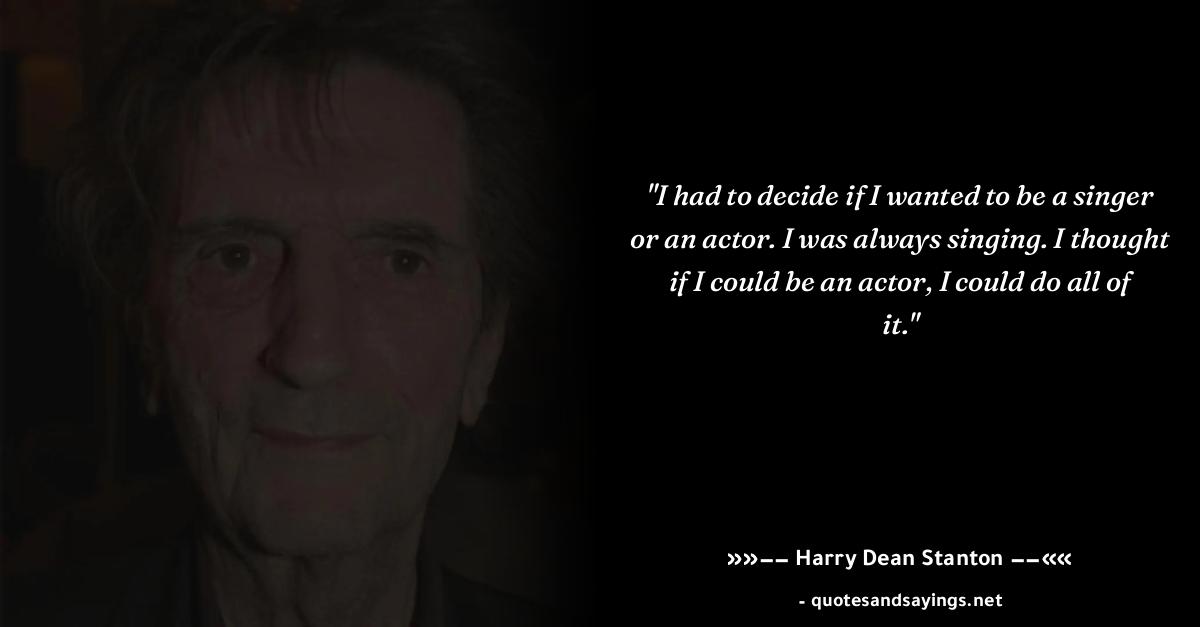 "I had to decide if I wanted to be a singer
or an actor. I was always singing. I thought
if I could be an actor, I could do all of
it."
»»−− Harry Dean Stanton −−««
- quotesandsayings.net